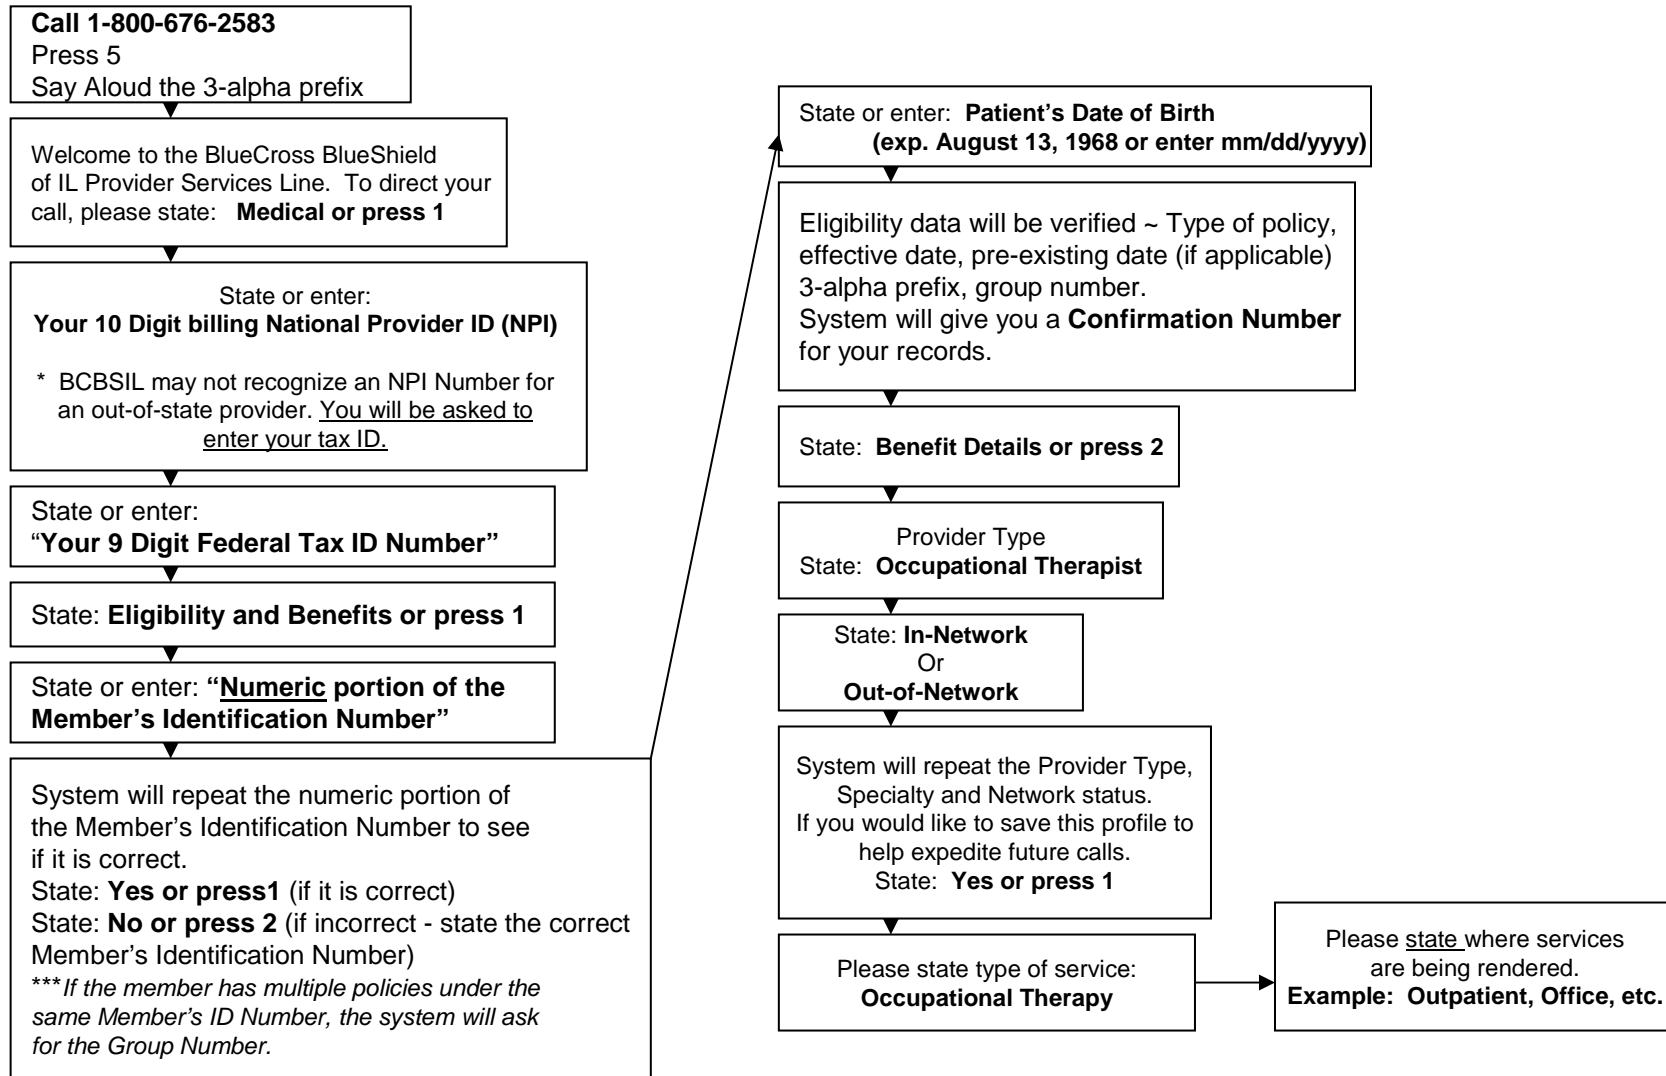 Call 1-800-676-2583
Press 5
Say Aloud the 3-alpha prefix
Welcome to the BlueCross BlueShield
of IL Provider Services Line.  To direct your
call, please state:   Medical or press 1
State or enter:
Your 10 Digit billing National Provider ID (NPI)
*  BCBSIL may not recognize an NPI Number for
an out-of-state provider. You will be asked to
enter your tax ID.
State or enter:
“Your 9 Digit Federal Tax ID Number”
State: Eligibility and Benefits or press 1
State or enter: “Numeric portion of the
Member’s Identification Number”
System will repeat the numeric portion of
the Member’s Identification Number to see
if it is correct.
State: Yes or press1 (if it is correct)
State: No or press 2 (if incorrect - state the correct
Member’s Identification Number)
***If the member has multiple policies under the
same Member’s ID Number, the system will ask
for the Group Number.
State or enter:  Patient’s Date of Birth
(exp. August 13, 1968 or enter mm/dd/yyyy)
Eligibility data will be verified ~ Type of policy,
effective date, pre-existing date (if applicable)
3-alpha prefix, group number.
System will give you a Confirmation Number
for your records.
State:  Benefit Details or press 2
Provider Type
State:  Occupational Therapist
State: In-Network
Or
Out-of-Network
System will repeat the Provider Type,
Specialty and Network status.
If you would like to save this profile to
help expedite future calls.
State:  Yes or press 1
Please state type of service:
Occupational Therapy
Please state where services
are being rendered.
Example:  Outpatient, Office, etc.